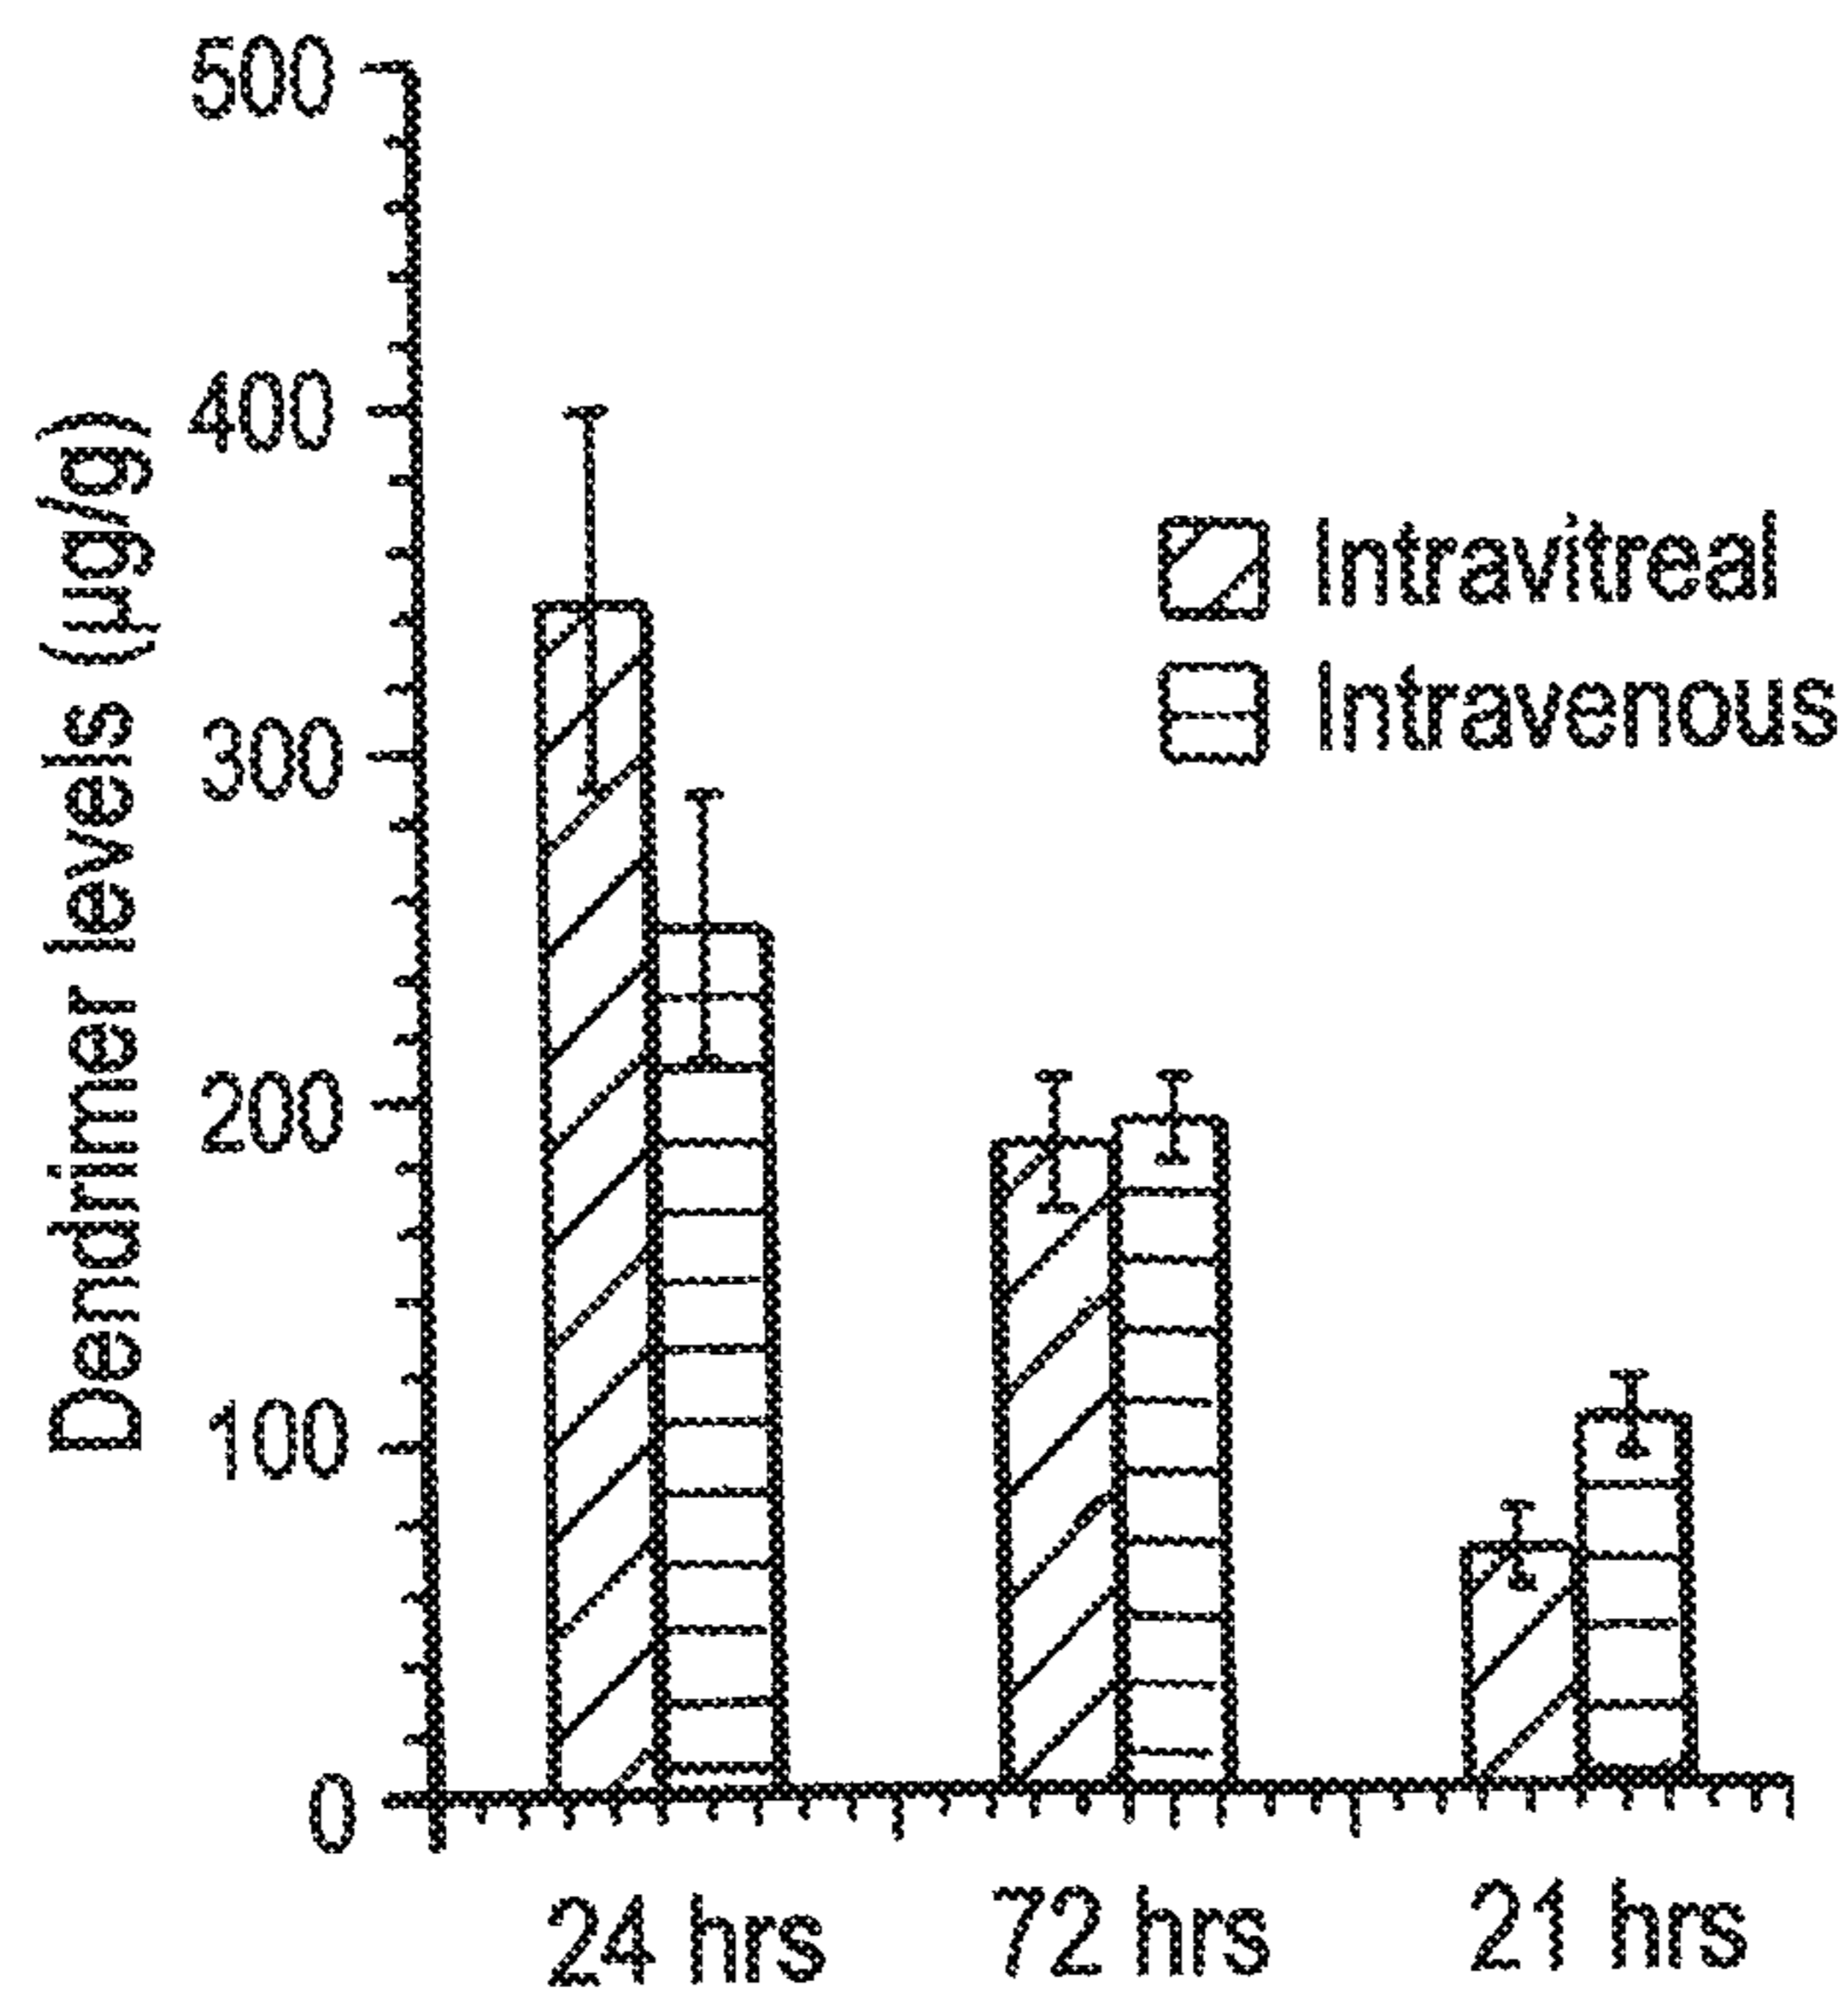 Dendrimer levels (µg/g)
500
400
300
200
100
0
Intravitreal
Intravenous
24 hrs
72 hrs
21 hrs